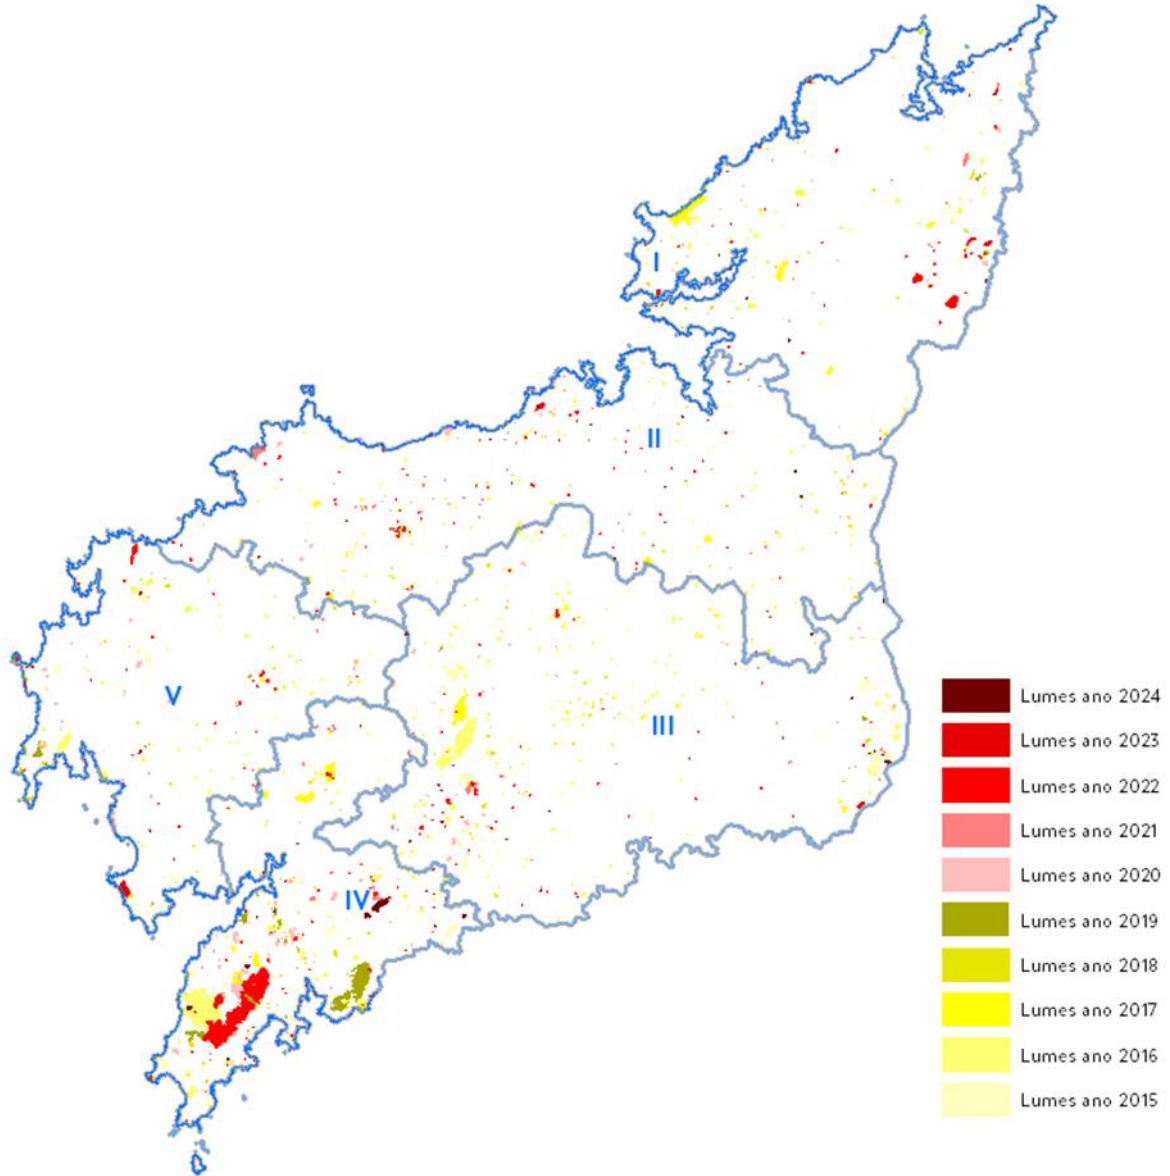 I
II
V
III
IV
Lumes ano 2024
Lumes ano 2023
Lumes ano 2022
Lumes ano 2021
Lumes ano 2020
Lumes ano 2019
Lumes ano 2018
Lumes ano 2017
Lumes ano 2016
Lumes ano 2015